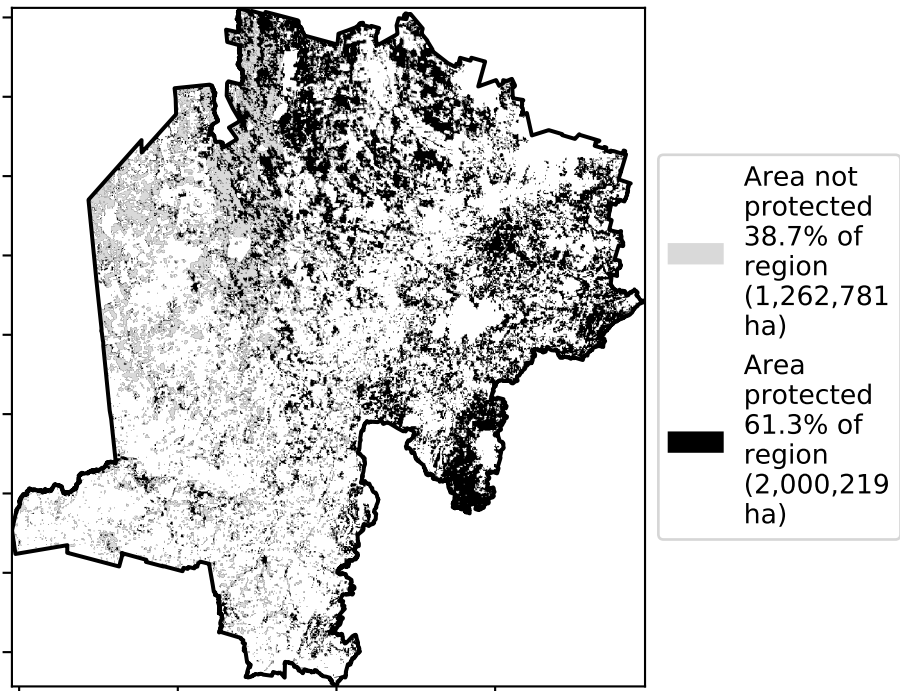 Area not
protected
38.7% of
region
(1,262,781
ha)
Area
protected
61.3% of
region
(2,000,219
ha)